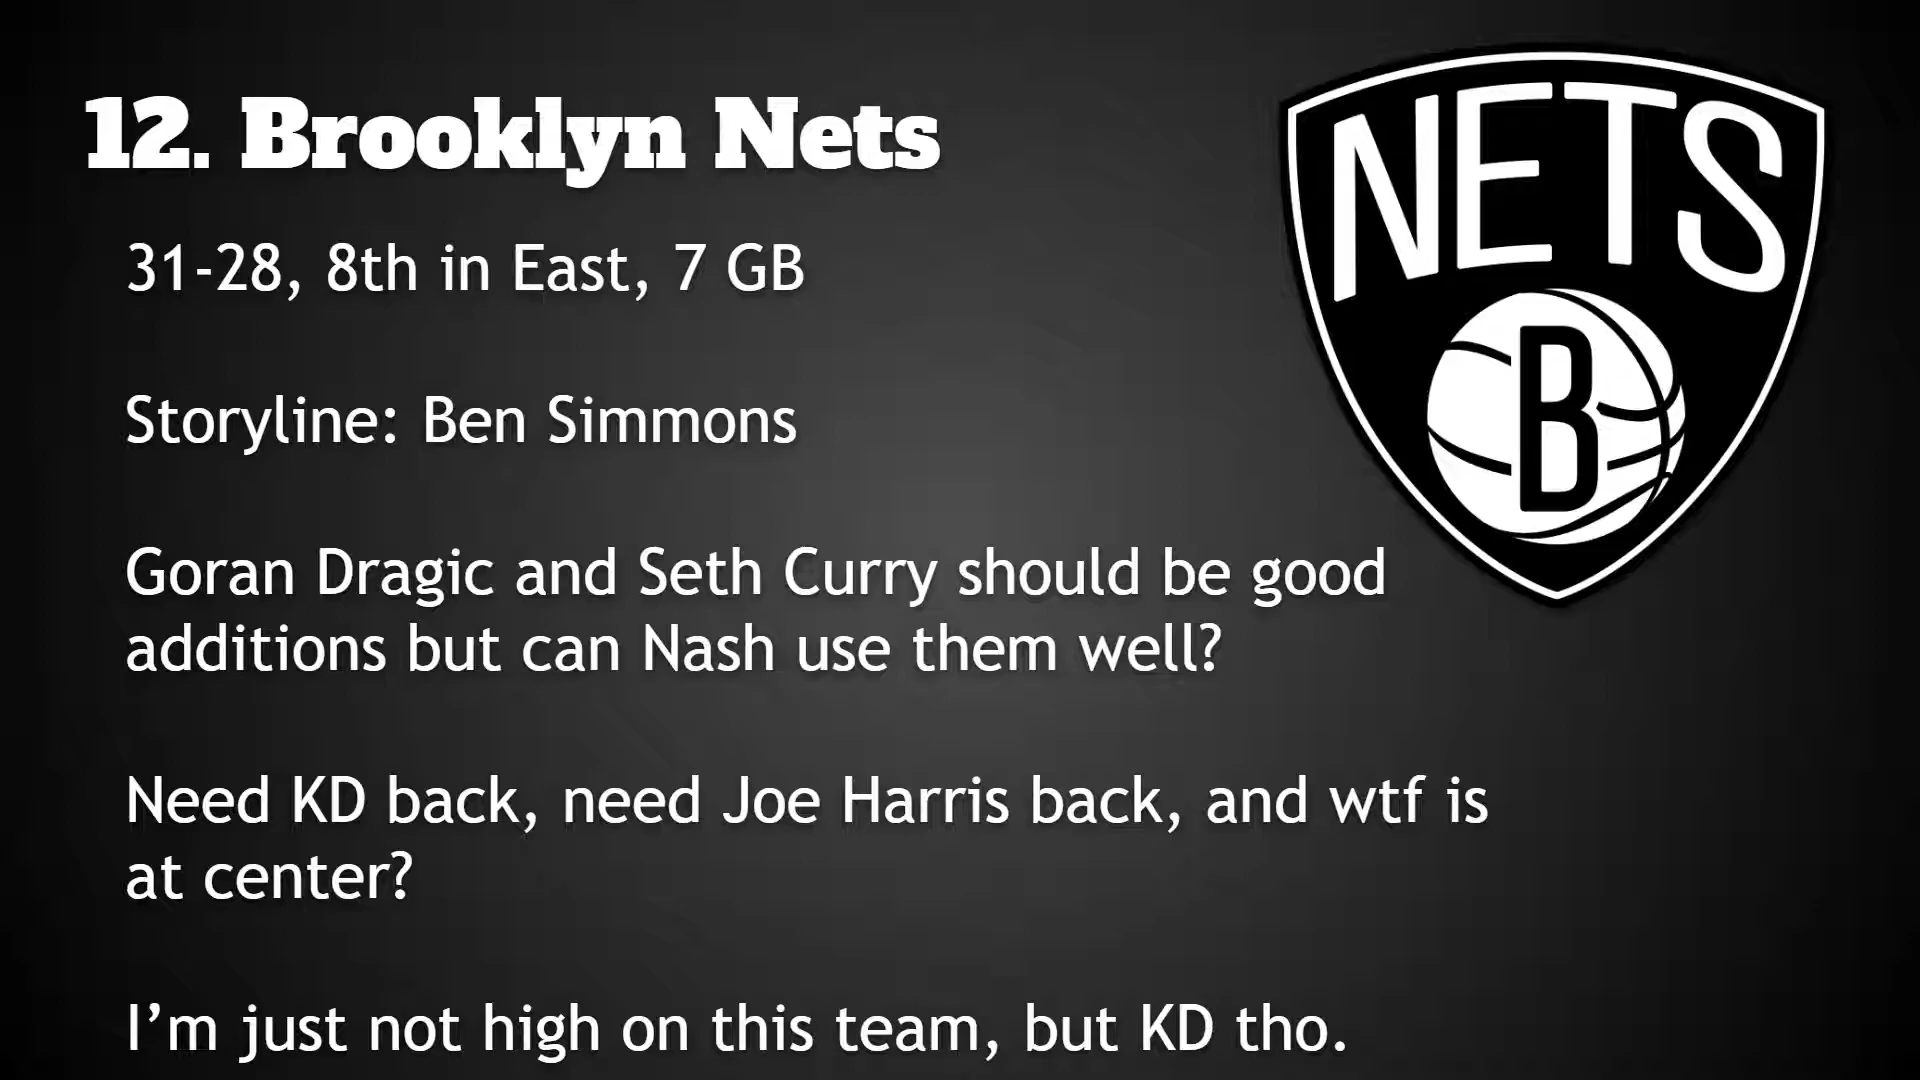 12. Brooklyn Nets
NETS
B
31-28, 8th in East, 7 GB
Storyline: Ben Simmons
Goran Dragic and Seth Curry should be good
additions but can Nash use them well?
Need KD back, need Joe Harris back, and wtf is
at center?
I’m just not high on this team, but KD tho.